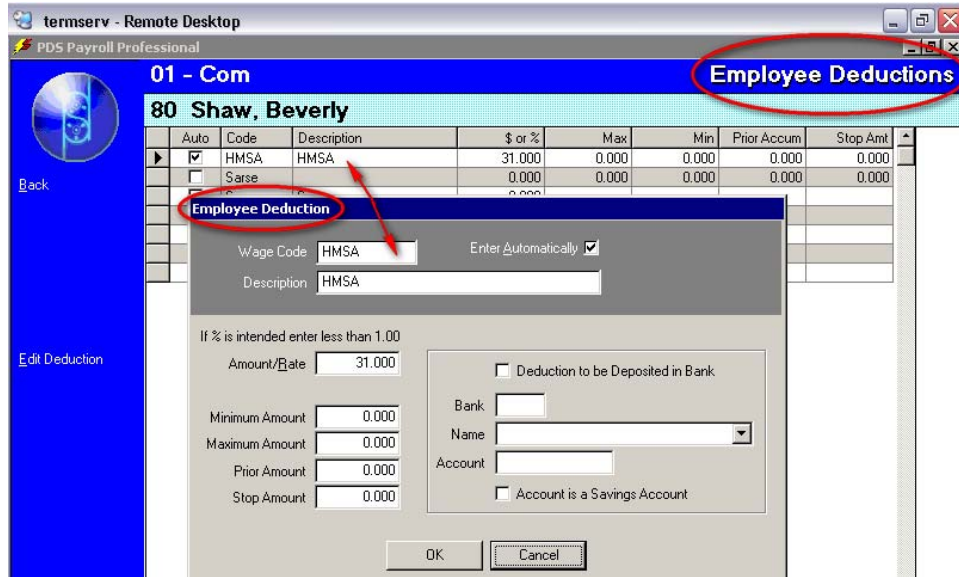 termserv - Remote Desktop
PDS Payroll Professional
01 - Com Employee Deductions
80 Shaw, Beverly
Auto Code Description $ or % Max Min Prior Accum Stop Amt
HMSA HMSA 31.000 0.000 0.000 0.000 0.000
Sarse 0.000 0.000 0.000 0.000 0.000
Back
Employee Deduction
Wage Code HMSA Enter Automatically
Description HMSA
If % is intended enter less than 1.00
Edit Deduction
Amount/Rate 31.000
Deduction to be Deposited in Bank
Minimum Amount 0.000
Bank
Maximum Amount 0.000
Name
Prior Amount 0.000
Account
Stop Amount 0.000
Account is a Savings Account
OK Cancel